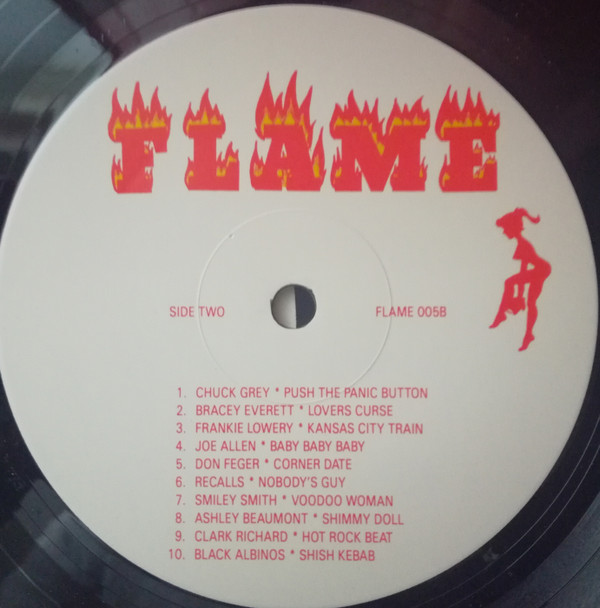 FLAME
SIDE TWO FLAME 005B
1. CHUCK GREY * PUSH THE PANIC BUTTON
2. BRACEY EVERETT * LOVERS CURSE
3. FRANKIE LOWERY * KANSAS CITY TRAIN
4. JOE ALLEN * BABY BABY BABY
5. DON FEGER * CORNER DATE
6. RECALLS * NOBODY'S GUY
7. SMILEY SMITH * VOODOO WOMAN
8. ASHLEY BEAUMONT * SHIMMY DOLL
9. CLARK RICHARD * HOT ROCK BEAT
10. BLACK ALBINOS * SHISH KEBAB